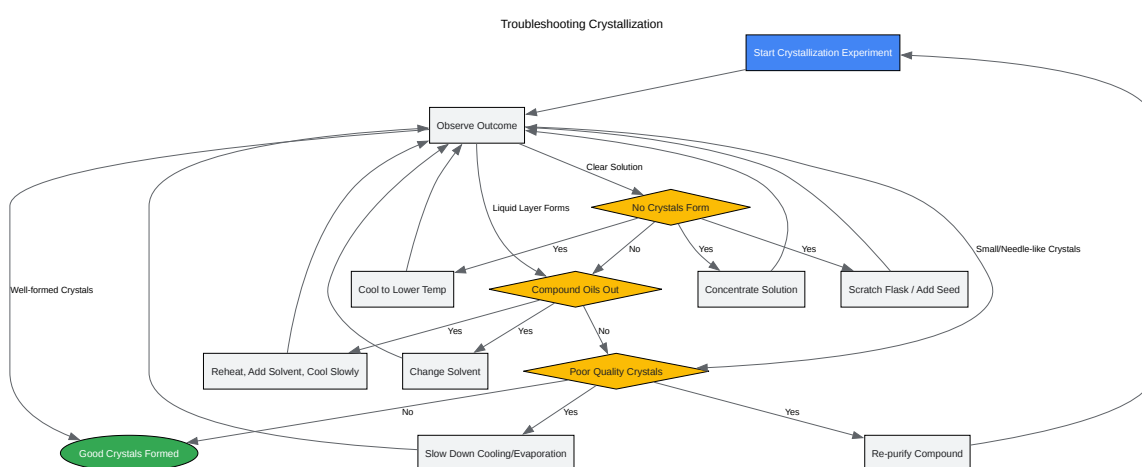 Troubleshooting Crystallization
Start Crystallization Experiment
Observe Outcome
Clear Solution
No Crystals Form
Liquid Layer Forms
Yes
No
Yes
Yes
Small/Needle-like Crystals
Well-formed Crystals
Cool to Lower Temp
Compound Oils Out
Concentrate Solution
Scratch Flask / Add Seed
Yes
Yes
No
Reheat, Add Solvent, Cool Slowly
Change Solvent
Poor Quality Crystals
No
Yes
Yes
Good Crystals Formed
Slow Down Cooling/Evaporation
Re-purify Compound